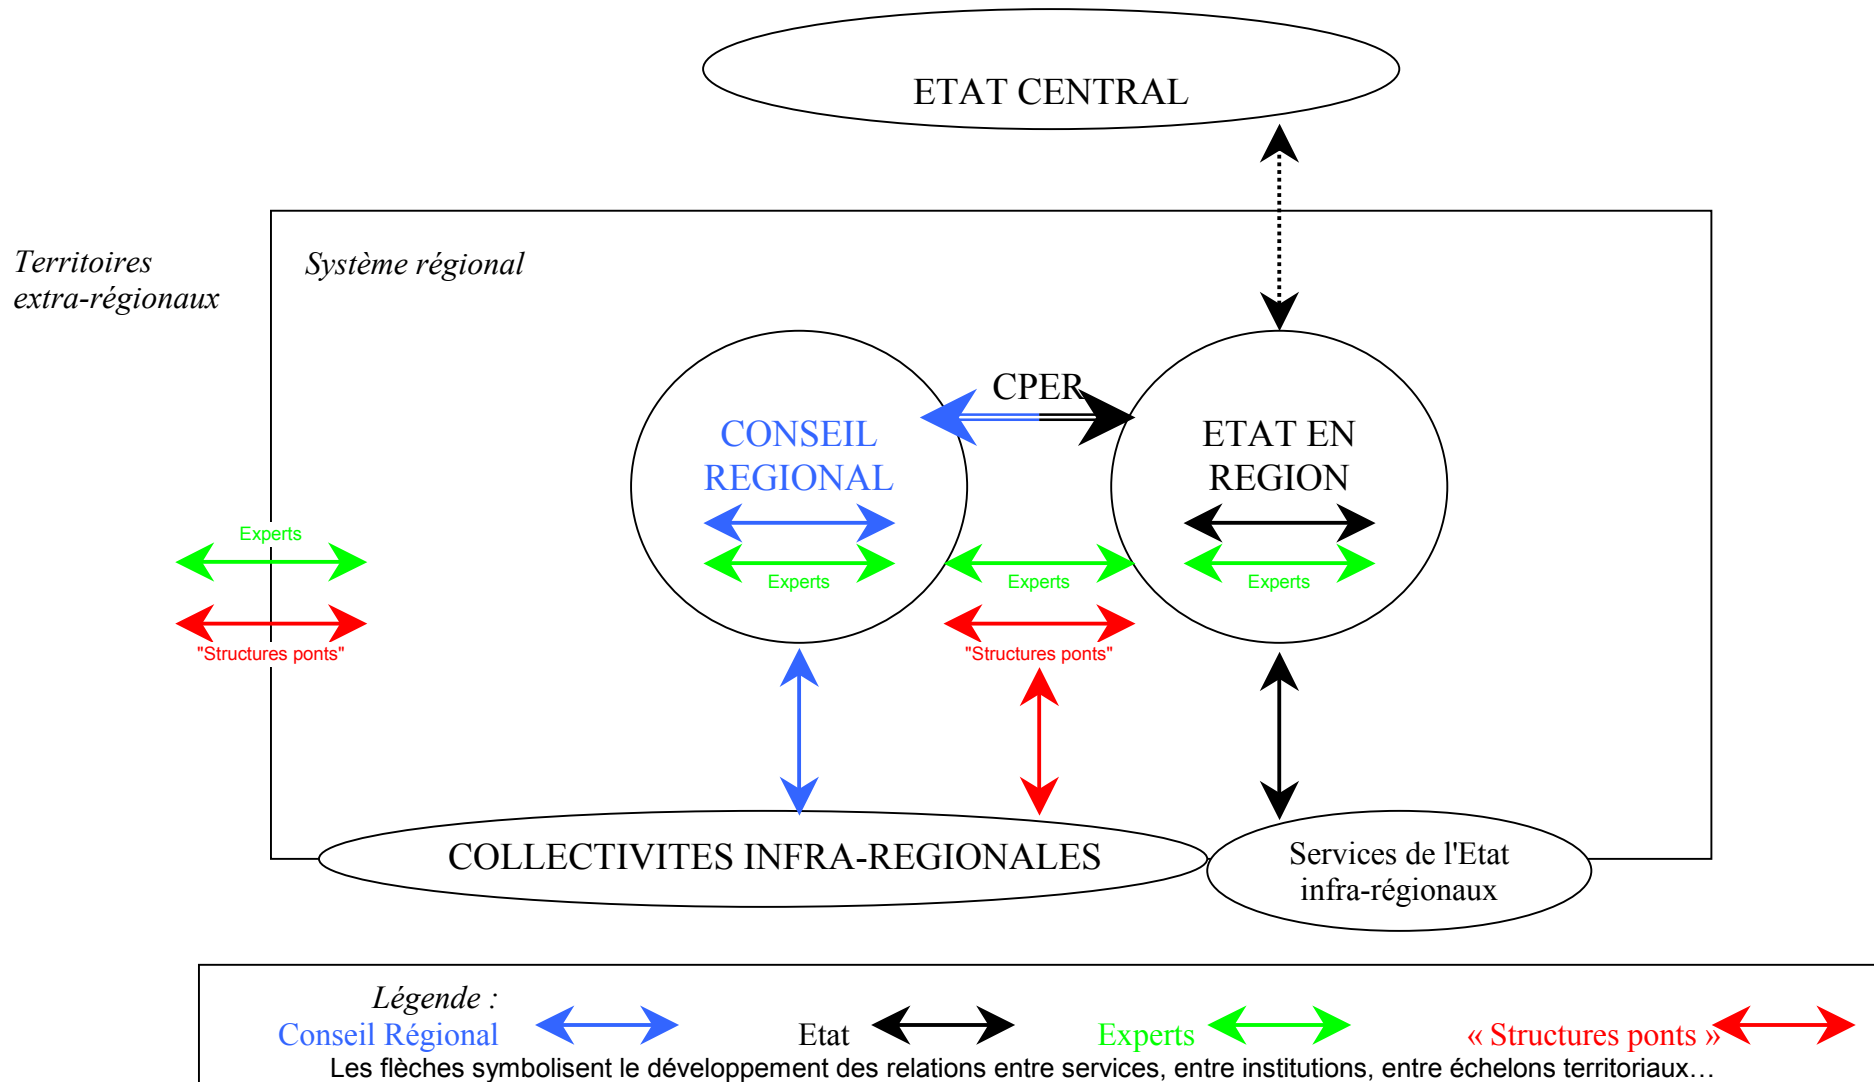 ETAT CENTRAL
Territoires
extra-régionaux
Système régional
CPER
CONSEIL
REGIONAL
ETAT EN
REGION
Experts
Experts
Experts
Experts
"Structures ponts"
"Structures ponts"
COLLECTIVITES INFRA-REGIONALES
Services de l'Etat
infra-régionaux
Légende :
Conseil Régional
Etat
Experts
« Structures ponts »
Les flèches symbolisent le développement des relations entre services, entre institutions, entre échelons territoriaux…